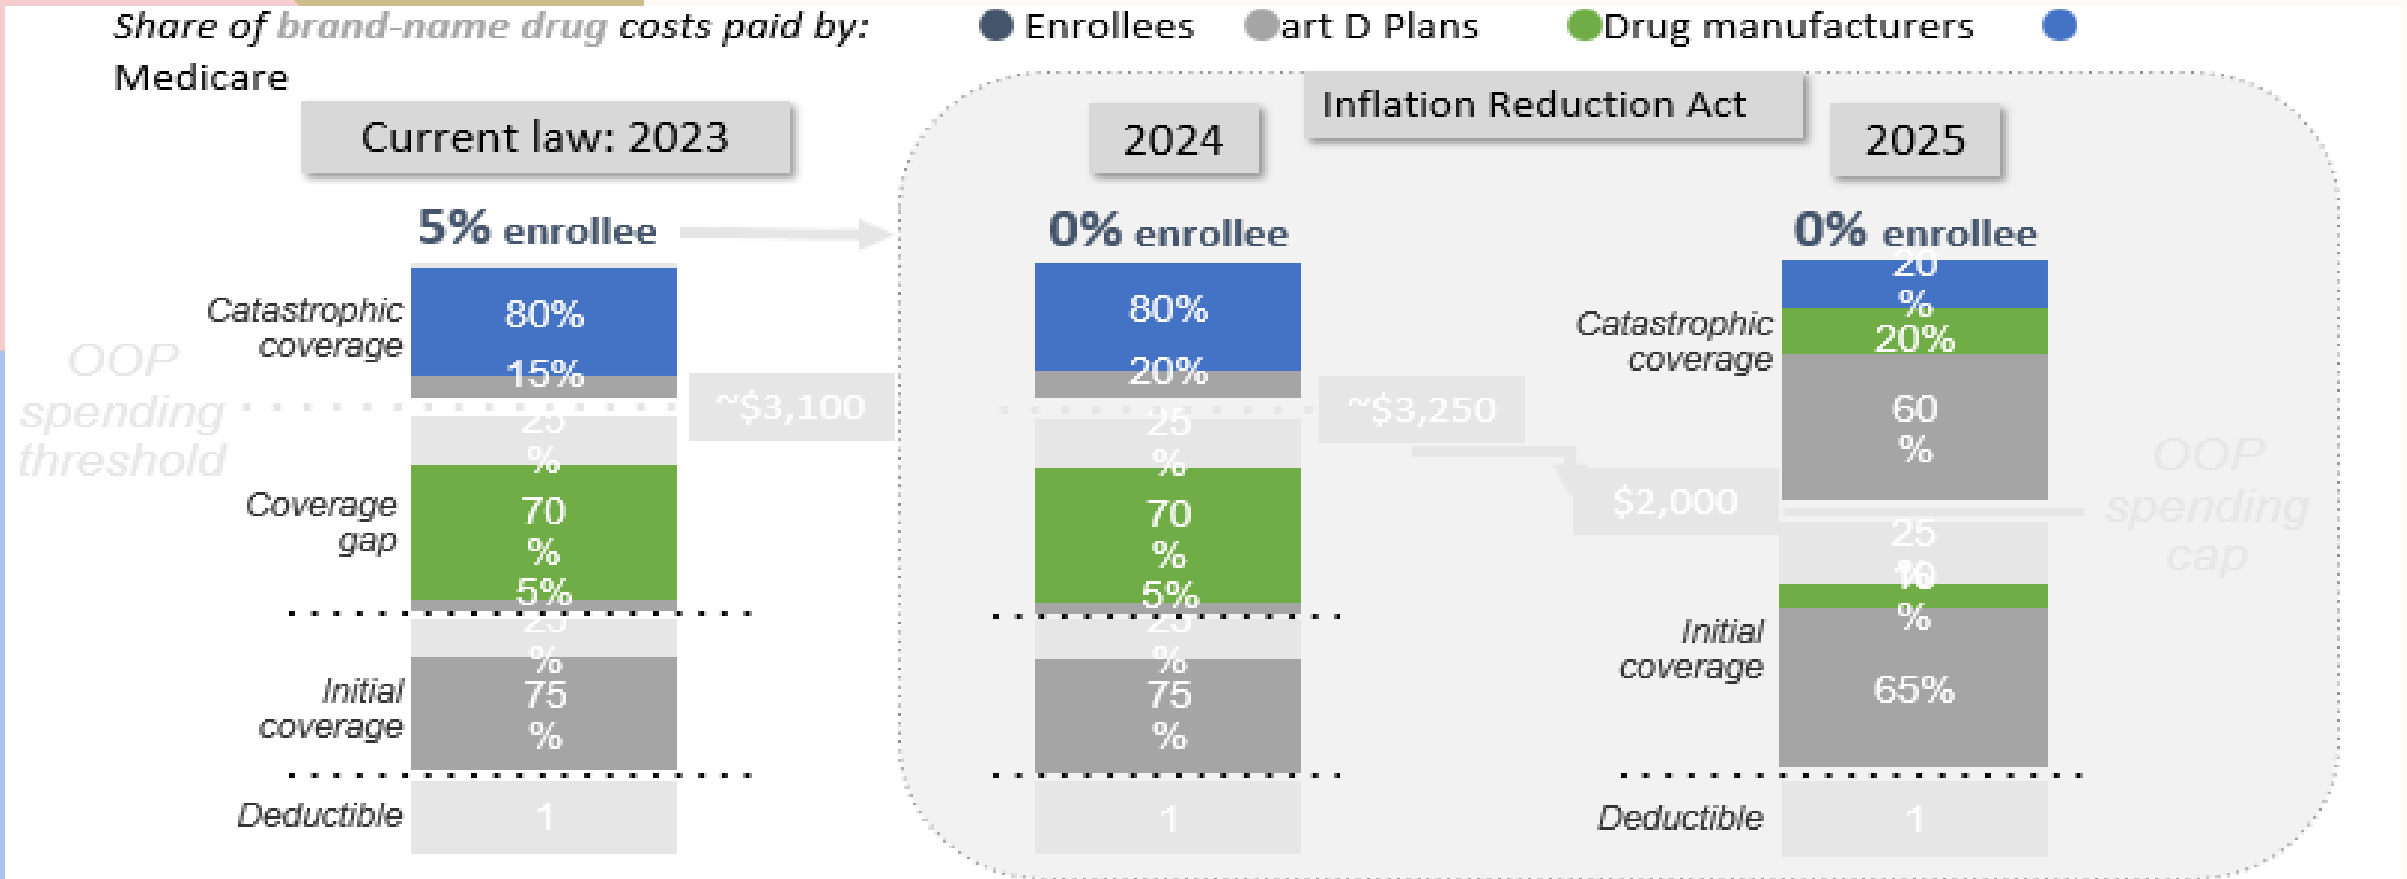 Share of brand-name drug costs paid by: Enrollees art D Plans Drug manufacturers
Medicare
Inflation Reduction Act
Current law: 2023
2024
2025
5% enrollee
0% enrollee
0% enrollee
Catastrophic
coverage
80%
15%
80%
20%
Catastrophic
coverage
20
%
20%
60
%
OOP
spending
threshold
~$3,100
~$3,250
$2,000
OOP
spending
cap
Coverage
gap
25
%
70
%
5%
25
%
70
%
5%
Initial
coverage
25
%
75
%
25
%
75
%
Initial
coverage
25
%
65%
Deductible
1
1
Deductible
1